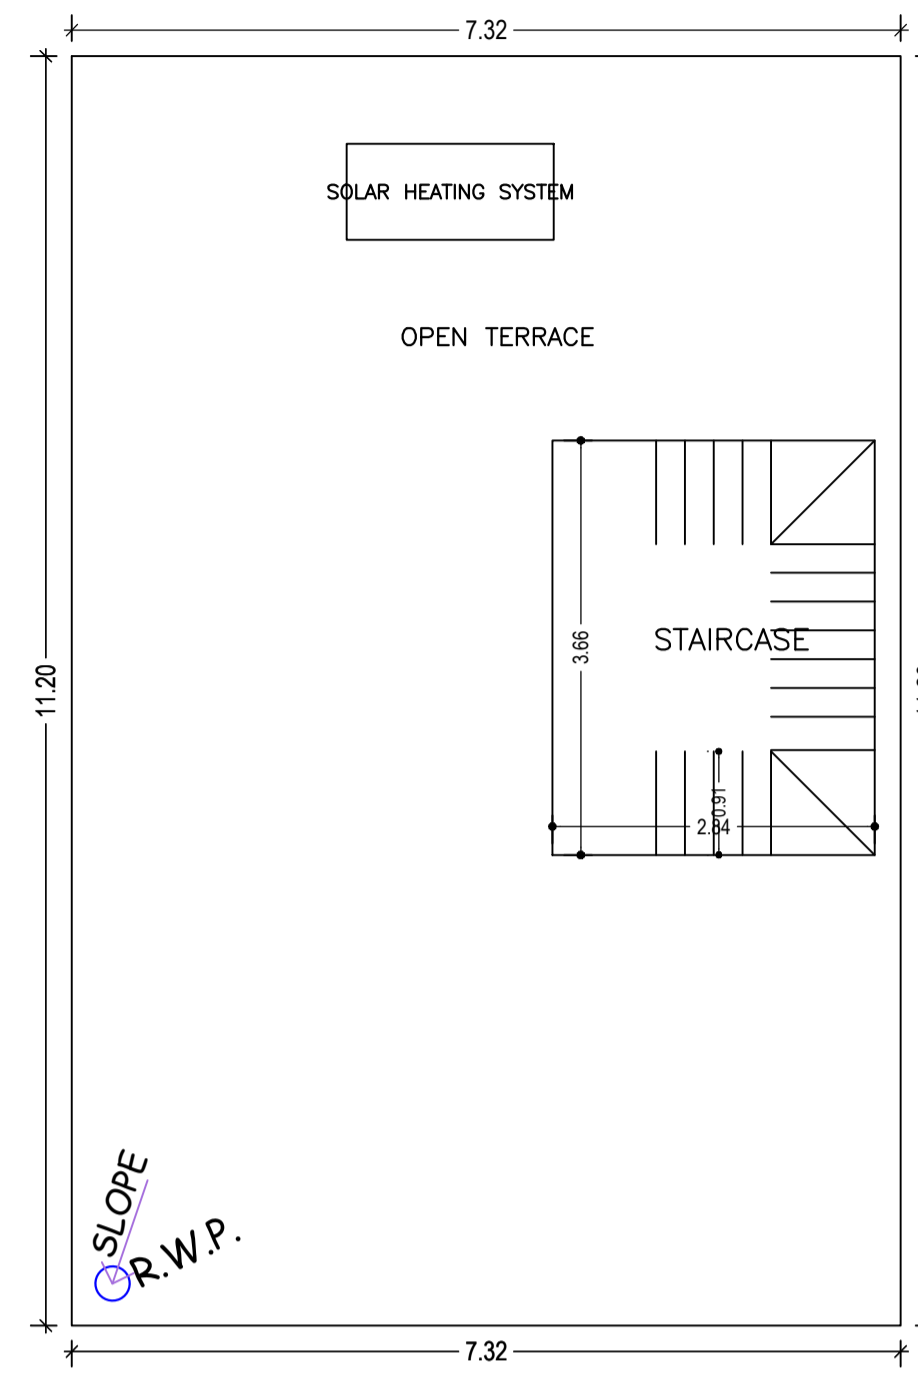 7.32
SOLAR HEATING SYSTEM
OPEN TERRACE
3.66
STAIRCASE
11.20
0.91
2.84
SLOPE
R.W.P.
7.32